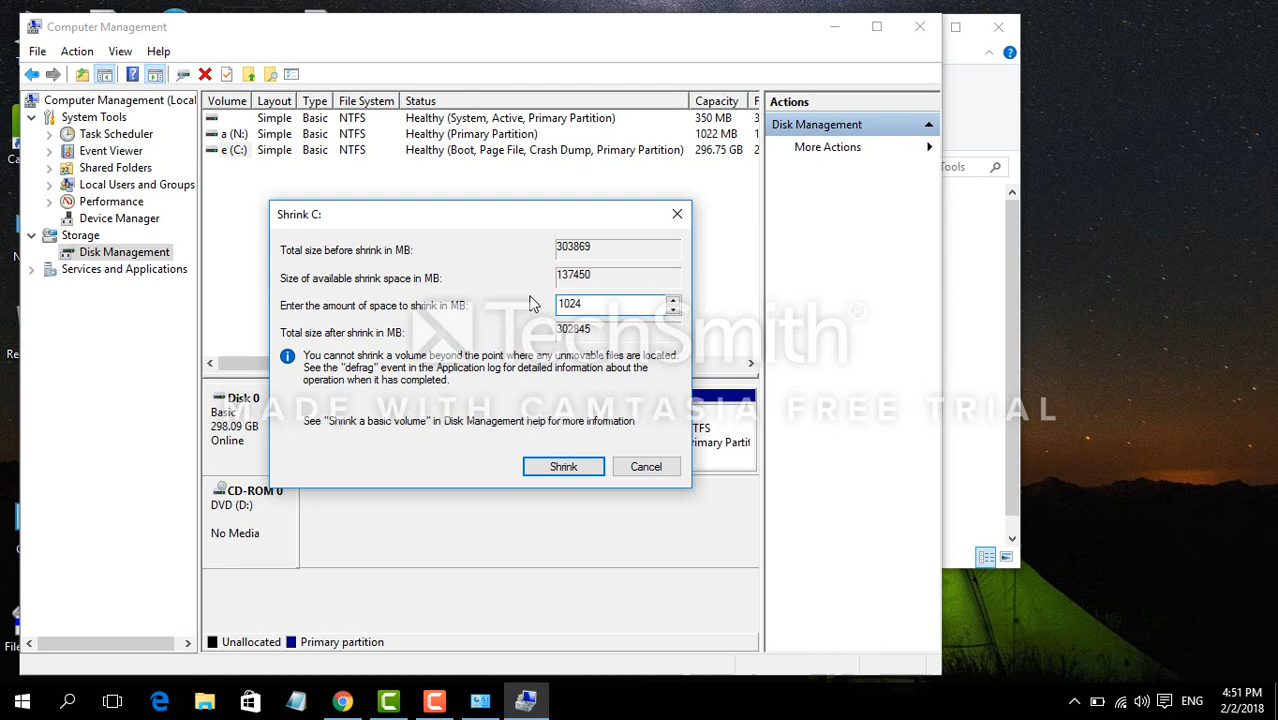 Computer Management
File Action View Help
Computer Management (Local
System Tools
Task Scheduler
Event Viewer
Shared Folders
Local Users and Groups
Performance
Device Manager
Storage
Disk Management
Services and Applications
Volume Layout Type File System Status Capacity F
Simple Basic NTFS Healthy (System, Active, Primary Partition) 350 MB
a (N:) Simple Basic NTFS Healthy (Primary Partition) 1022 MB
e (C:) Simple Basic NTFS Healthy (Boot, Page File, Crash Dump, Primary Partition) 296.75 GB
Actions
Disk Management
More Actions
Tools
Shrink C:
Total size before shrink in MB: 303869
Size of available shrink space in MB: 137450
Enter the amount of space to shrink in MB: 1024
Total size after shrink in MB: 302845
You cannot shrink a volume beyond the point where any unmovable files are located.
See the "defrag" event in the Application log for detailed information about the
operation when it has completed.
See "Shrink a basic volume" in Disk Management help for more information
Shrink Cancel
TechSmith®
MADE WITH CAMTASIA FREE TRIAL
Disk 0
Basic
298.09 GB
Online
TFS
rimary Partit
CD-ROM 0
DVD (D:)
No Media
Unallocated Primary partition
ENG
4:51 PM
2/2/2018